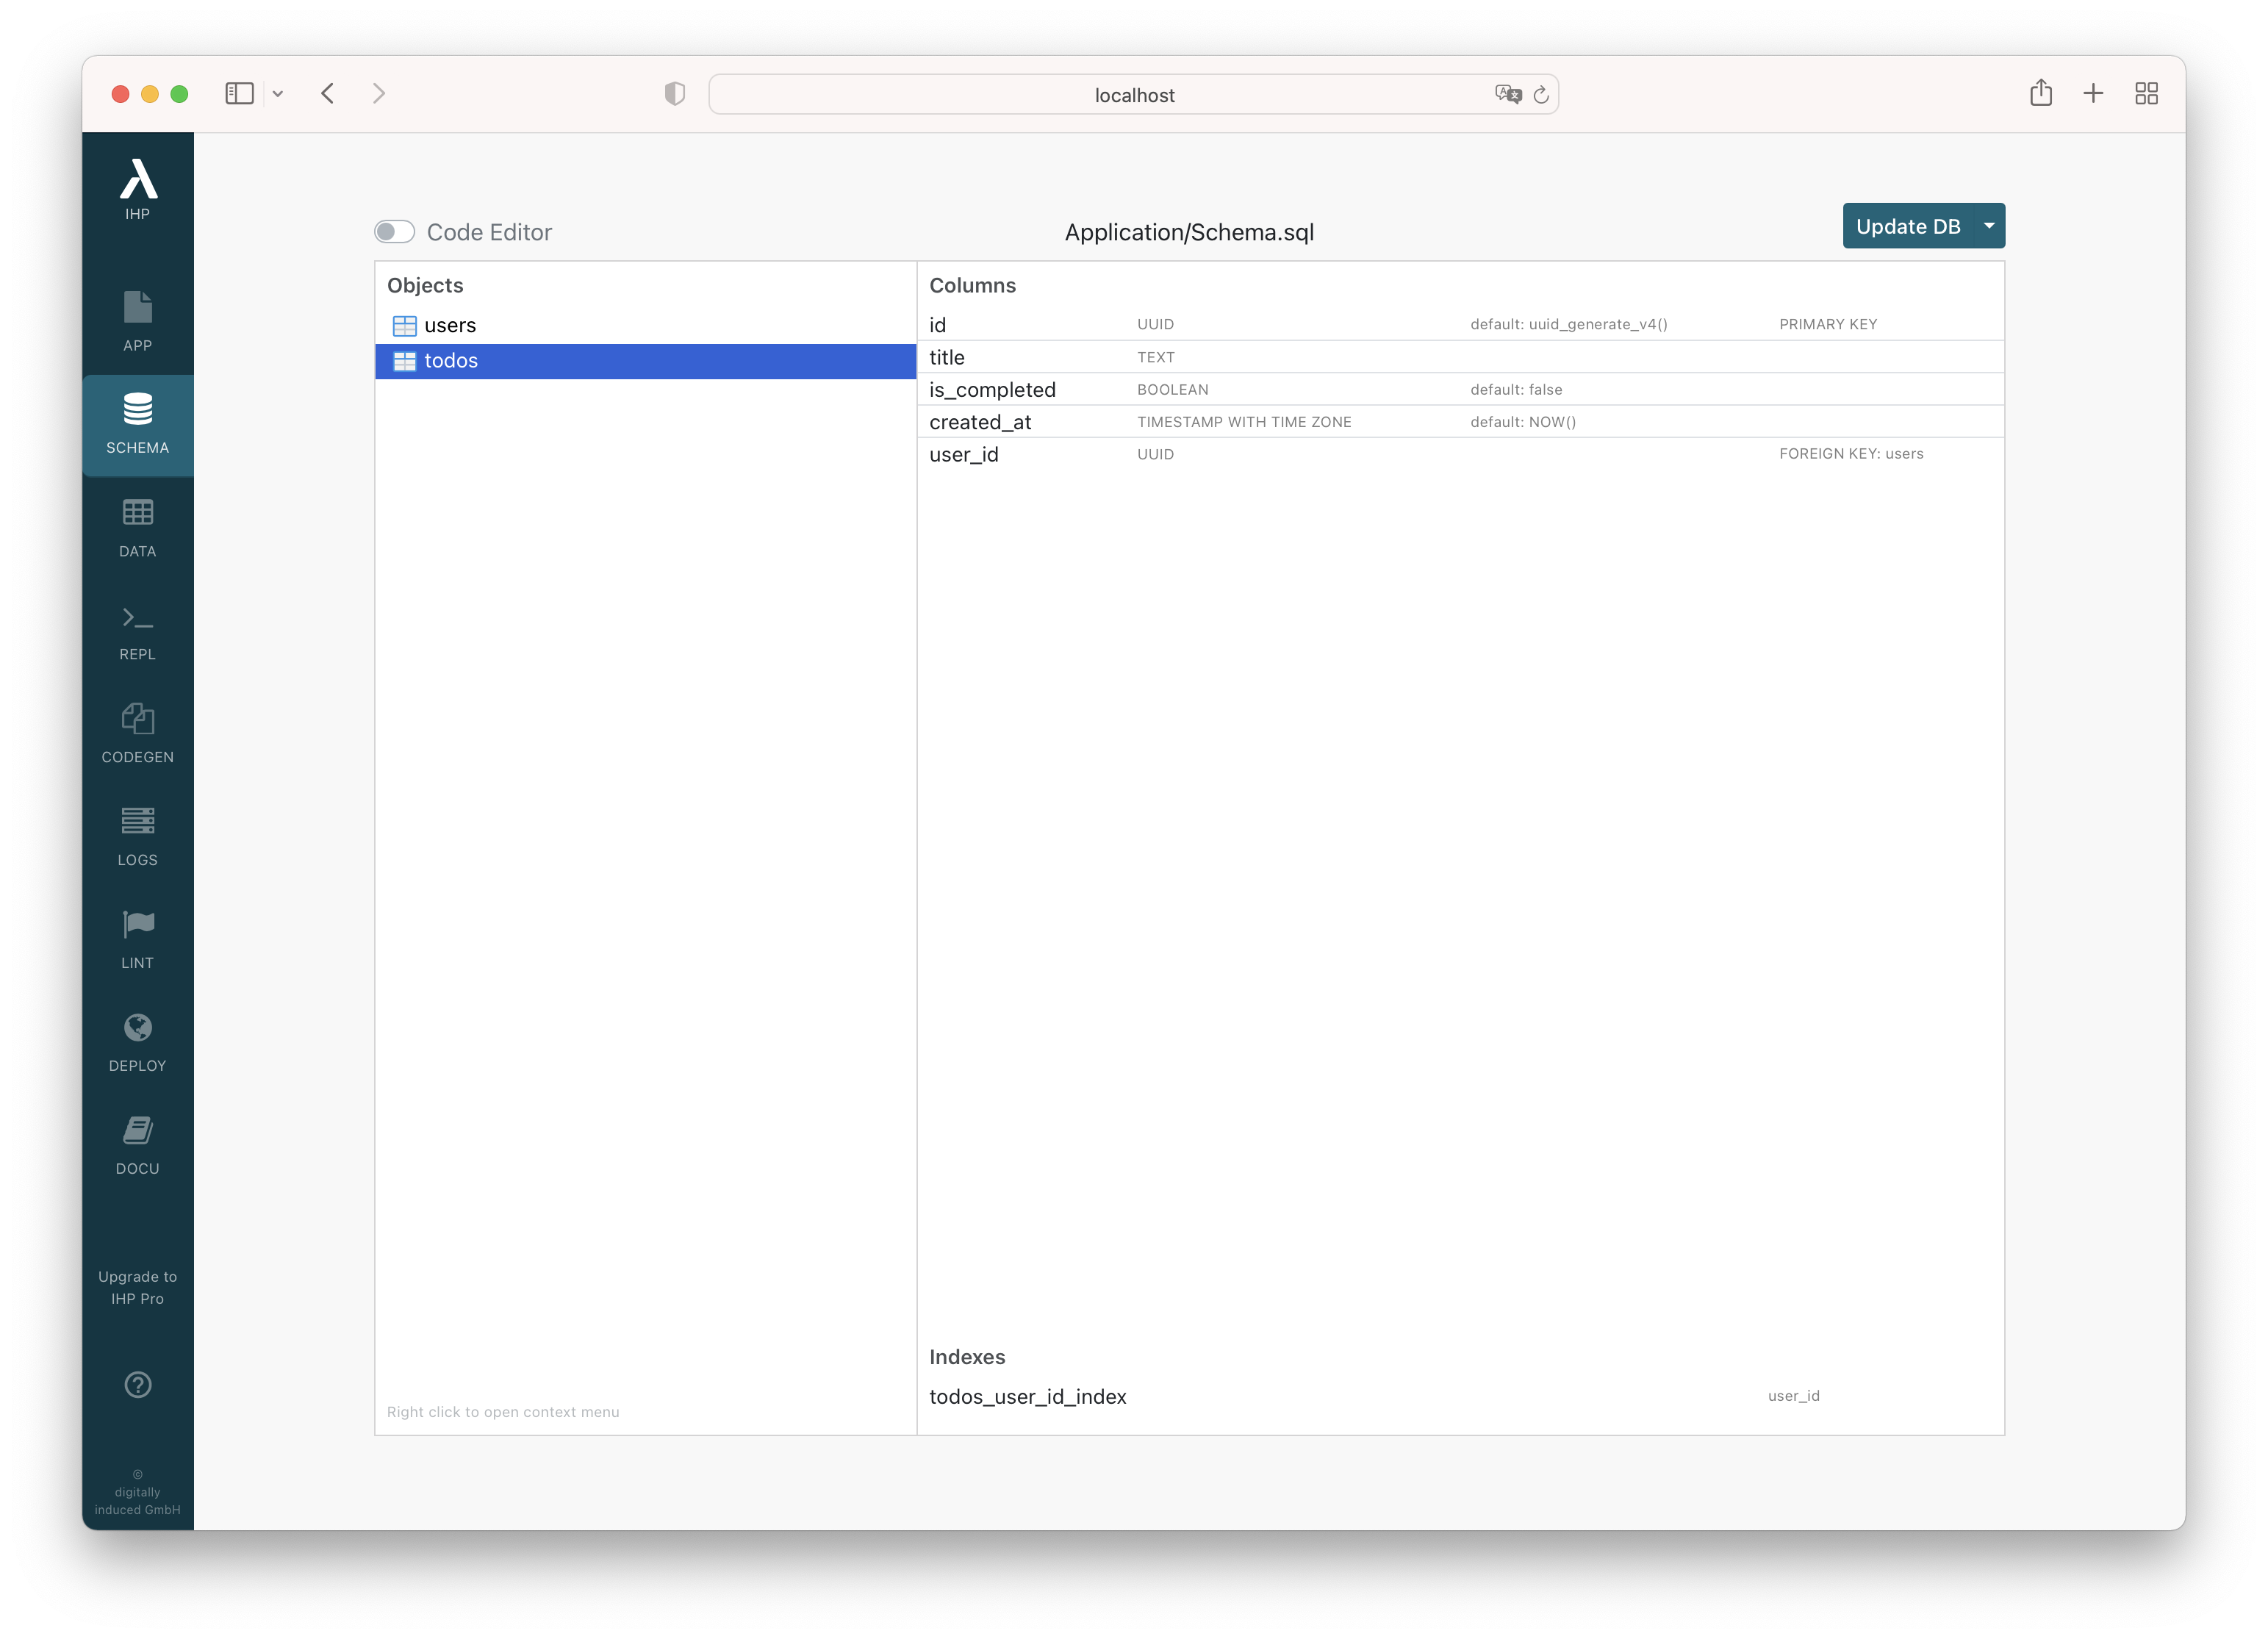 localhost
IHP
APP
SCHEMA
DATA
REPL
CODEGEN
LOGS
LINT
DEPLOY
DOCU
Upgrade to
IHP Pro
©
digitally
induced GmbH
Code Editor
Application/Schema.sql
Update DB
Objects
users
todos
Right click to open context menu
Columns
id UUID default: uuid_generate_v4() PRIMARY KEY
title TEXT
is_completed BOOLEAN default: false
created_at TIMESTAMP WITH TIME ZONE default: NOW()
user_id UUID FOREIGN KEY: users
Indexes
todos_user_id_index user_id